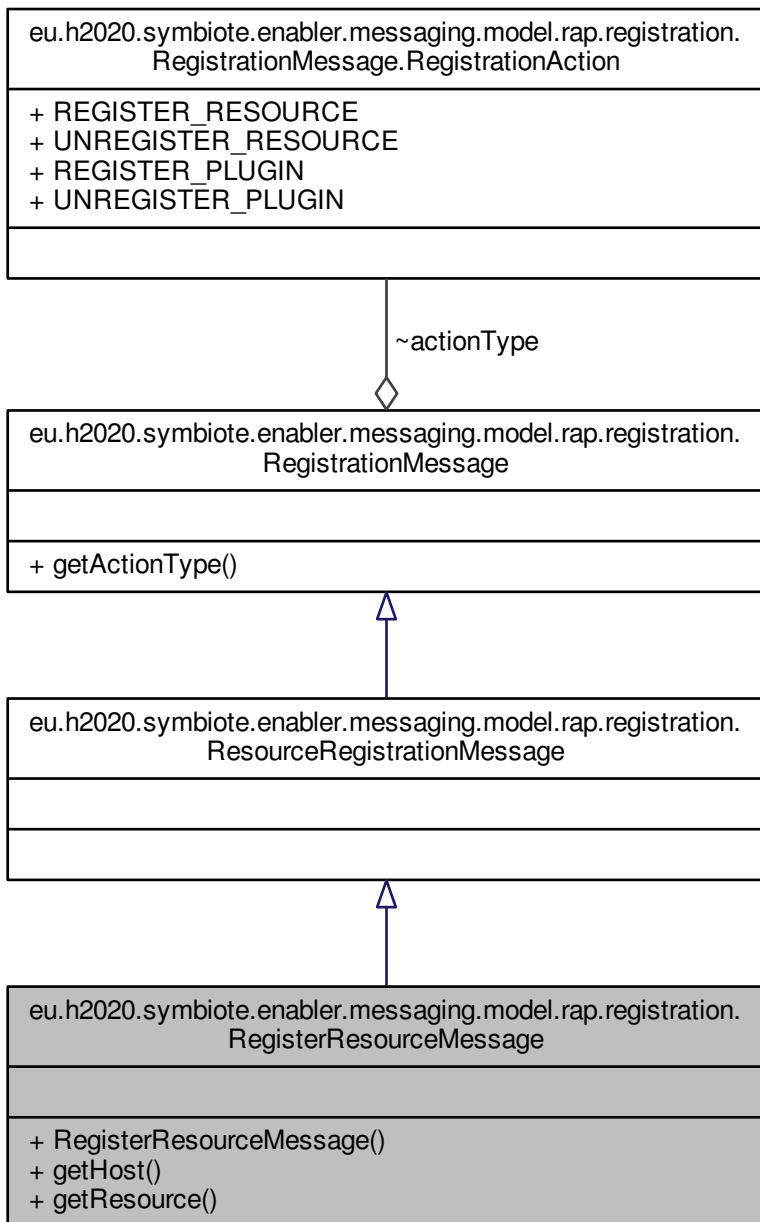 eu.h2020.symbiote.enabler.messaging.model.rap.registration.
RegistrationMessage.RegistrationAction
+ REGISTER_RESOURCE
+ UNREGISTER_RESOURCE
+ REGISTER_PLUGIN
+ UNREGISTER_PLUGIN
~actionType
eu.h2020.symbiote.enabler.messaging.model.rap.registration.
RegistrationMessage
+ getActionType()
eu.h2020.symbiote.enabler.messaging.model.rap.registration.
ResourceRegistrationMessage
eu.h2020.symbiote.enabler.messaging.model.rap.registration.
RegisterResourceMessage
+ RegisterResourceMessage()
+ getHost()
+ getResource()